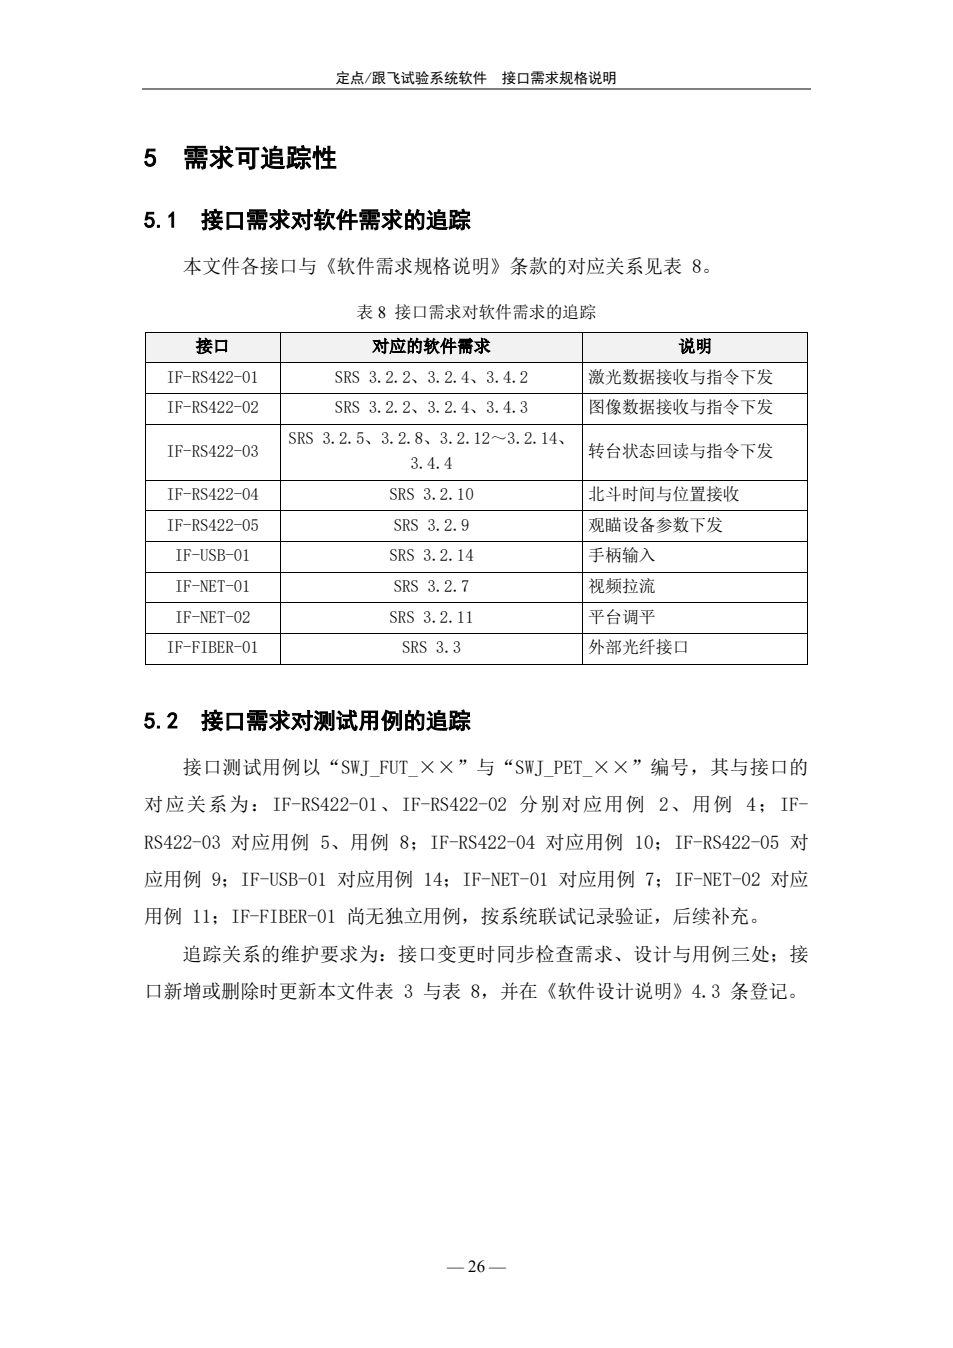 定点/跟飞试验系统软件　接口需求规格说明
5　需求可追踪性
5.1　接口需求对软件需求的追踪
本文件各接口与《软件需求规格说明》条款的对应关系见表 8。
表 8 接口需求对软件需求的追踪
接口　对应的软件需求　说明
IF-RS422-01　SRS 3.2.2、3.2.4、3.4.2　激光数据接收与指令下发
IF-RS422-02　SRS 3.2.2、3.2.4、3.4.3　图像数据接收与指令下发
IF-RS422-03　SRS 3.2.5、3.2.8、3.2.12～3.2.14、3.4.4　转台状态回读与指令下发
IF-RS422-04　SRS 3.2.10　北斗时间与位置接收
IF-RS422-05　SRS 3.2.9　观瞄设备参数下发
IF-USB-01　SRS 3.2.14　手柄输入
IF-NET-01　SRS 3.2.7　视频拉流
IF-NET-02　SRS 3.2.11　平台调平
IF-FIBER-01　SRS 3.3　外部光纤接口
5.2　接口需求对测试用例的追踪
接口测试用例以“SWJ_FUT_××”与“SWJ_PET_××”编号，其与接口的
对应关系为：IF-RS422-01、IF-RS422-02 分别对应用例 2、用例 4；IF-
RS422-03 对应用例 5、用例 8；IF-RS422-04 对应用例 10；IF-RS422-05 对
应用例 9；IF-USB-01 对应用例 14；IF-NET-01 对应用例 7；IF-NET-02 对应
用例 11；IF-FIBER-01 尚无独立用例，按系统联试记录验证，后续补充。
追踪关系的维护要求为：接口变更时同步检查需求、设计与用例三处；接
口新增或删除时更新本文件表 3 与表 8，并在《软件设计说明》4.3 条登记。
— 26 —